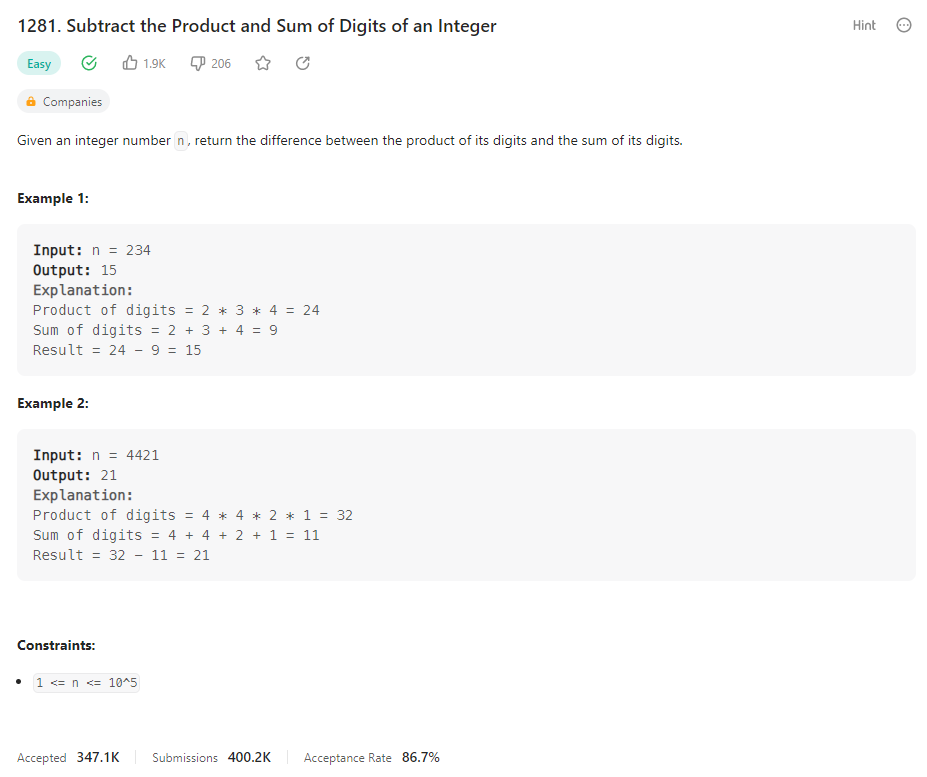 1281. Subtract the Product and Sum of Digits of an Integer
Hint
Easy
1.9K
206
Companies
Given an integer number n, return the difference between the product of its digits and the sum of its digits.
Example 1:
Input: n = 234
Output: 15
Explanation:
Product of digits = 2 * 3 * 4 = 24
Sum of digits = 2 + 3 + 4 = 9
Result = 24 - 9 = 15
Example 2:
Input: n = 4421
Output: 21
Explanation:
Product of digits = 4 * 4 * 2 * 1 = 32
Sum of digits = 4 + 4 + 2 + 1 = 11
Result = 32 - 11 = 21
Constraints:
• 1 <= n <= 10^5
Accepted 347.1K Submissions 400.2K Acceptance Rate 86.7%